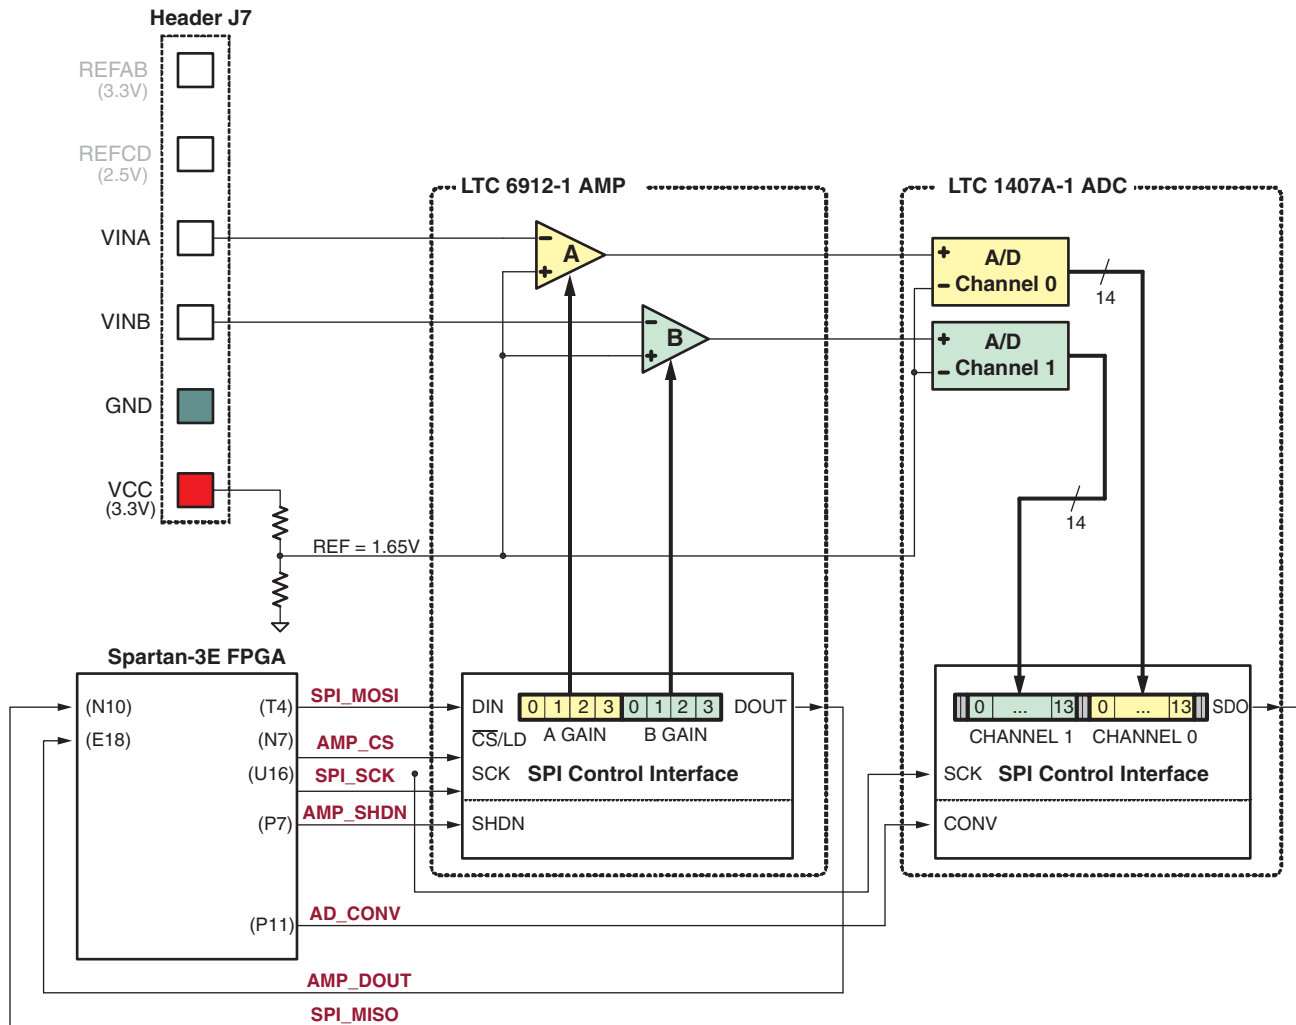 Header J7
REFAB
(3.3V)
REFCD
(2.5V)
LTC 6912-1 AMP
LTC 1407A-1 ADC
VINA
A
A/D
Channel 0
14
VINB
B
A/D
Channel 1
14
GND
VCC
(3.3V)
REF = 1.65V
Spartan-3E FPGA
(N10)
(E18)
(T4)
(N7)
(U16)
(P7)
(P11)
SPI_MOSI
AMP_CS
SPI_SCK
AMP_SHDN
AD_CONV
AMP_DOUT
SPI_MISO
DIN
0 1 2 3 0 1 2 3
DOUT
CS/LD
A GAIN
B GAIN
SCK
SPI Control Interface
SHDN
0 ... 13 0 ... 13
SDO
CHANNEL 1
CHANNEL 0
SCK
SPI Control Interface
CONV